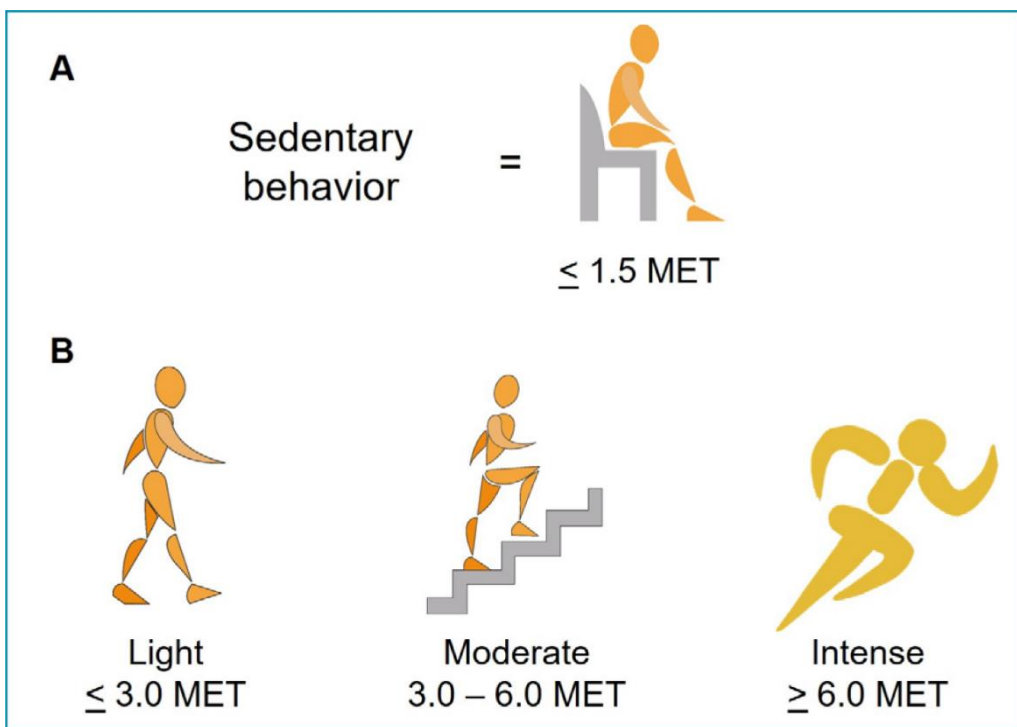 A
Sedentary
behavior
=
≤ 1.5 MET
B
Light
≤ 3.0 MET
Moderate
3.0 – 6.0 MET
Intense
≥ 6.0 MET